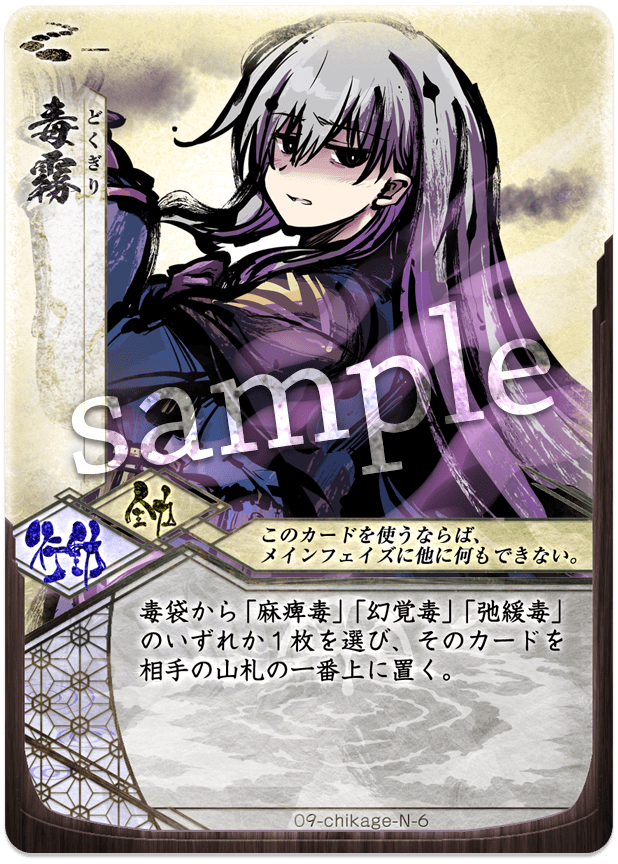 毒霧
どくぎり
sample
行動
全力
このカードを使うならば、
メインフェイズに他に何もできない。
毒袋から「麻痺毒」「幻覚毒」「弛緩毒」
のいずれか１枚を選び、そのカードを
相手の山札の一番上に置く。
09-chikage-N-6